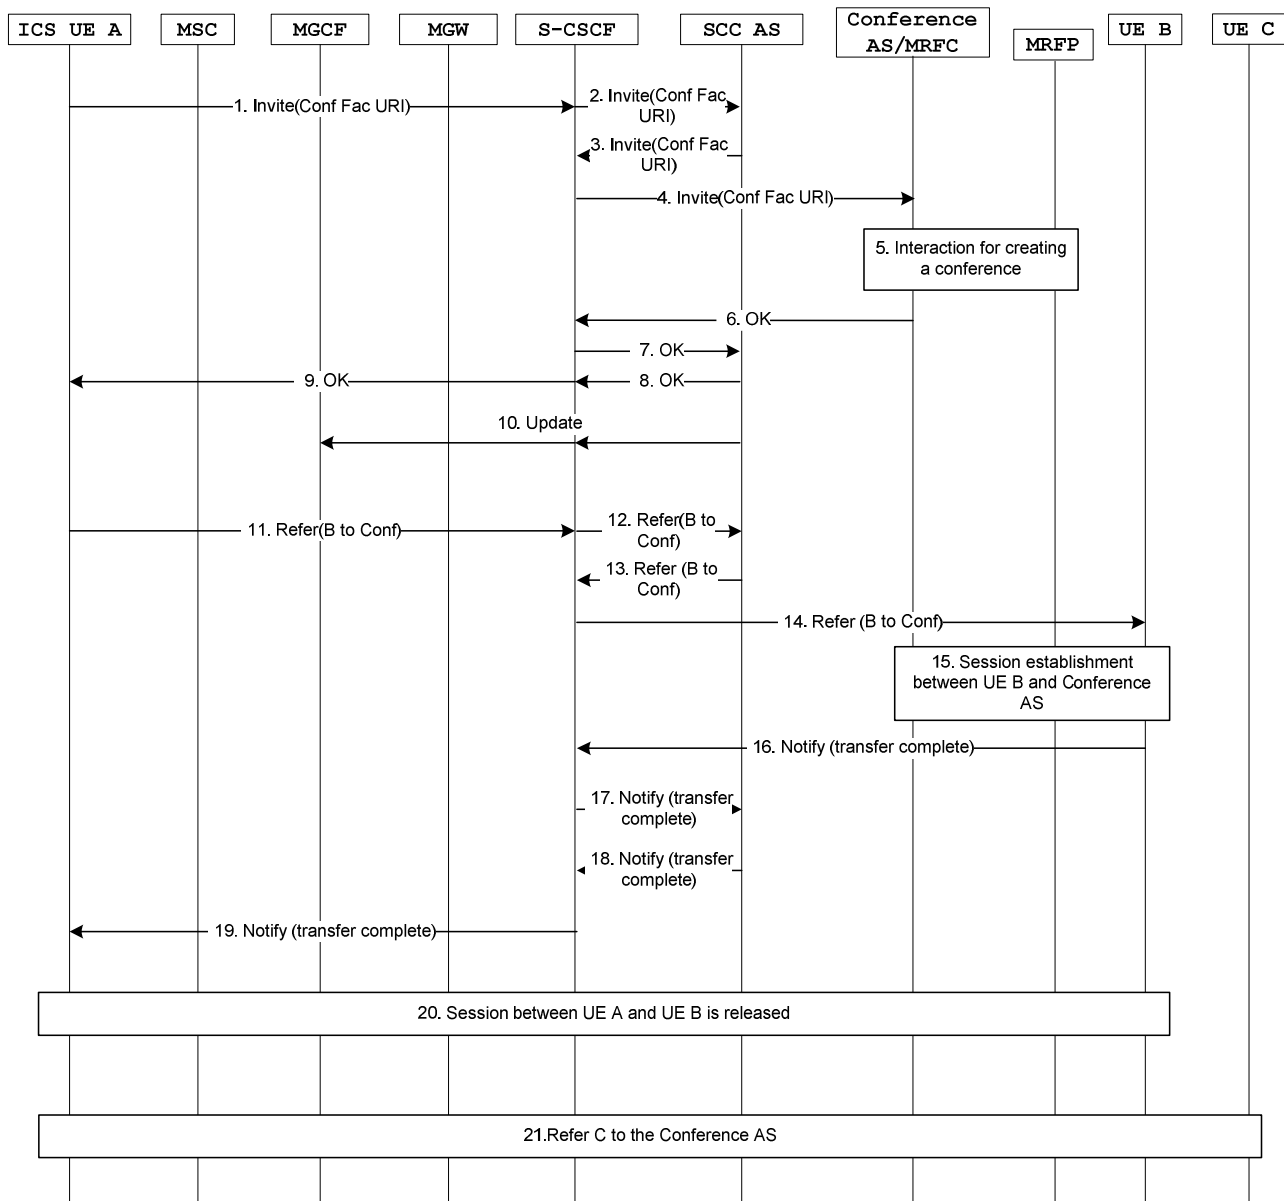 ICS UE A
MSC
MGCF
MGW
S-CSCF
SCC AS
Conference
AS/MRFC
MRFP
UE B
UE C
1. Invite(Conf Fac URI)
2. Invite(Conf Fac
URI)
3. Invite(Conf Fac
URI)
4. Invite(Conf Fac URI)
5. Interaction for creating
a conference
6. OK
7. OK
8. OK
9. OK
10. Update
11. Refer(B to Conf)
12. Refer(B to
Conf)
13. Refer (B to
Conf)
14. Refer (B to Conf)
15. Session establishment
between UE B and Conference
AS
16. Notify (transfer complete)
17. Notify (transfer
complete)
18. Notify (transfer
complete)
19. Notify (transfer complete)
20. Session between UE A and UE B is released
21.Refer C to the Conference AS